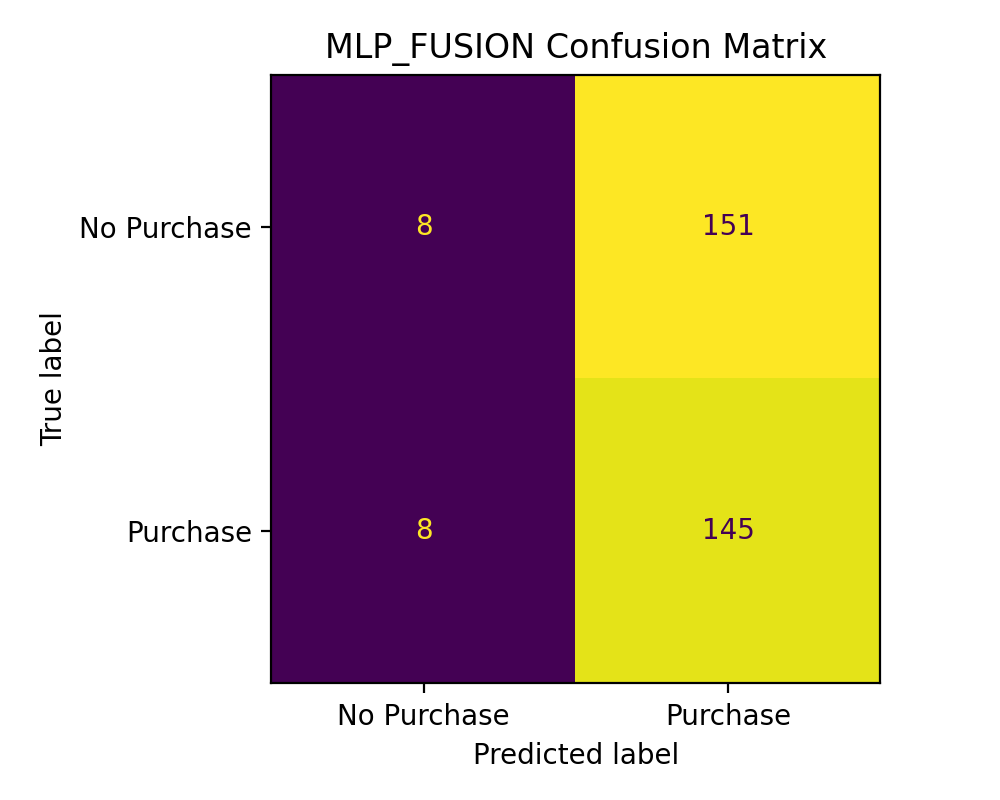 MLP_FUSION Confusion Matrix
No Purchase
8
151
Purchase
8
145
True label
No Purchase
Purchase
Predicted label